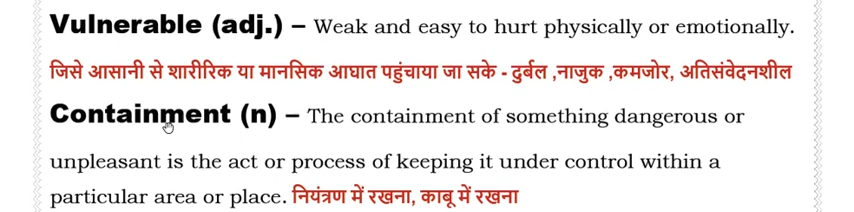 Vulnerable (adj.) – Weak and easy to hurt physically or emotionally.
जिसे आसानी से शारीरिक या मानसिक आघात पहुंचाया जा सके - दुर्बल ,नाजुक ,कमजोर, अतिसंवेदनशील
Containment (n) – The containment of something dangerous or
unpleasant is the act or process of keeping it under control within a
particular area or place. नियंत्रण में रखना, काबू में रखना